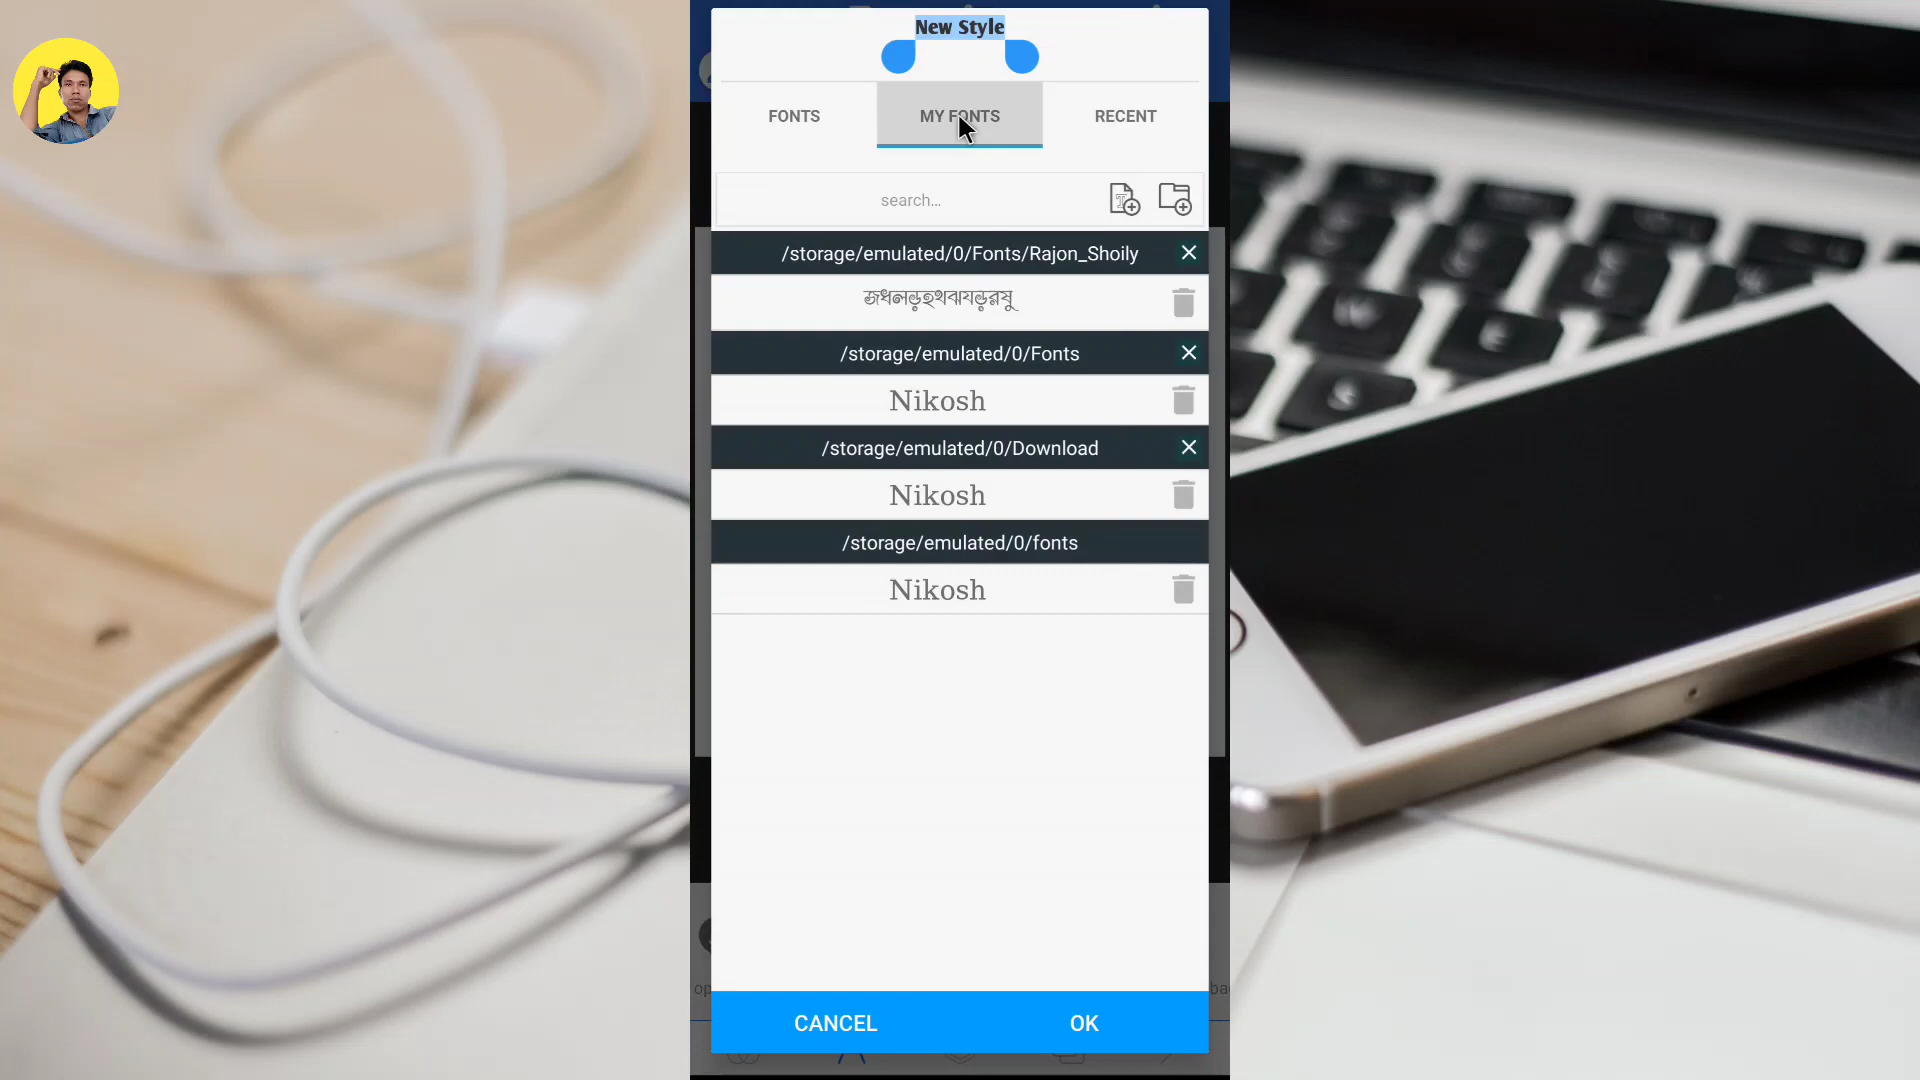 New Style
FONTS
MY FONTS
RECENT
search...
/storage/emulated/0/Fonts/Rajon_Shoily
/storage/emulated/0/Fonts
Nikosh
/storage/emulated/0/Download
Nikosh
/storage/emulated/0/fonts
Nikosh
CANCEL
OK